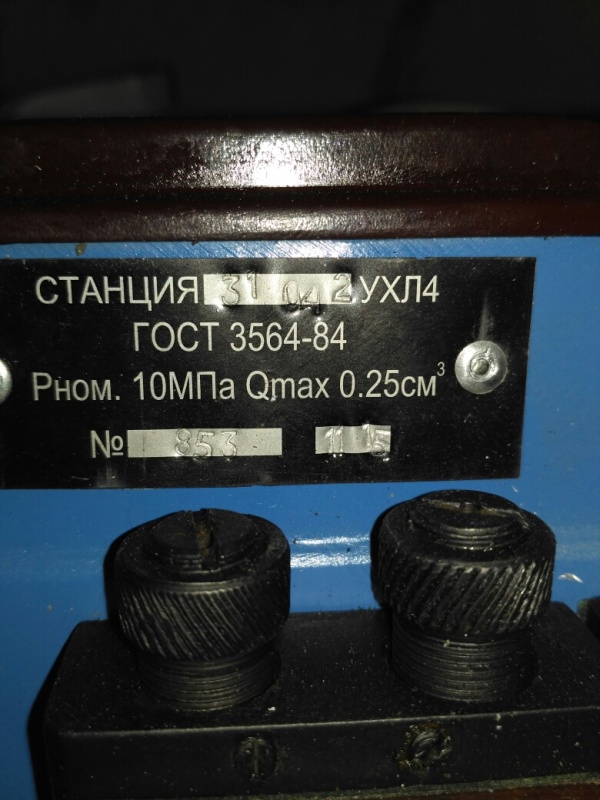 СТАНЦИЯ 31 04 2 УХЛ4
ГОСТ 3564-84
Рном. 10МПа Qmax 0.25см³
№ 853 15